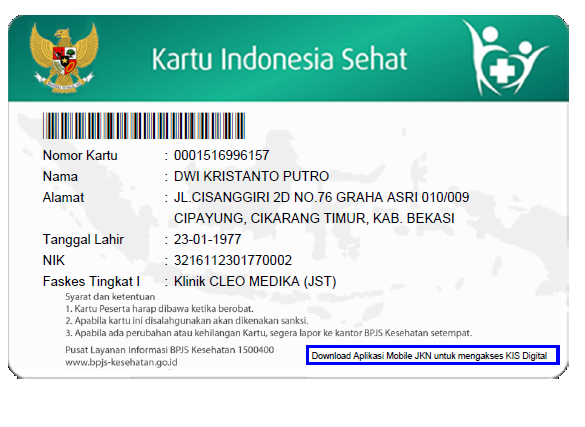 Kartu Indonesia Sehat
Nomor Kartu : 0001516996157
Nama : DWI KRISTANTO PUTRO
Alamat : JL.CISANGGIRI 2D NO.76 GRAHA ASRI 010/009
CIPAYUNG, CIKARANG TIMUR, KAB. BEKASI
Tanggal Lahir : 23-01-1977
NIK : 3216112301770002
Faskes Tingkat I : Klinik CLEO MEDIKA (JST)
Syarat dan ketentuan
1. Kartu Peserta harap dibawa ketika berobat.
2. Apabila kartu ini disalahgunakan akan dikenakan sanksi.
3. Apabila ada perubahan atau kehilangan Kartu, segera lapor ke kantor BPJS Kesehatan setempat.
Pusat Layanan Informasi BPJS Kesehatan 1500400
www.bpjs-kesehatan.go.id
Download Aplikasi Mobile JKN untuk mengakses KIS Digital